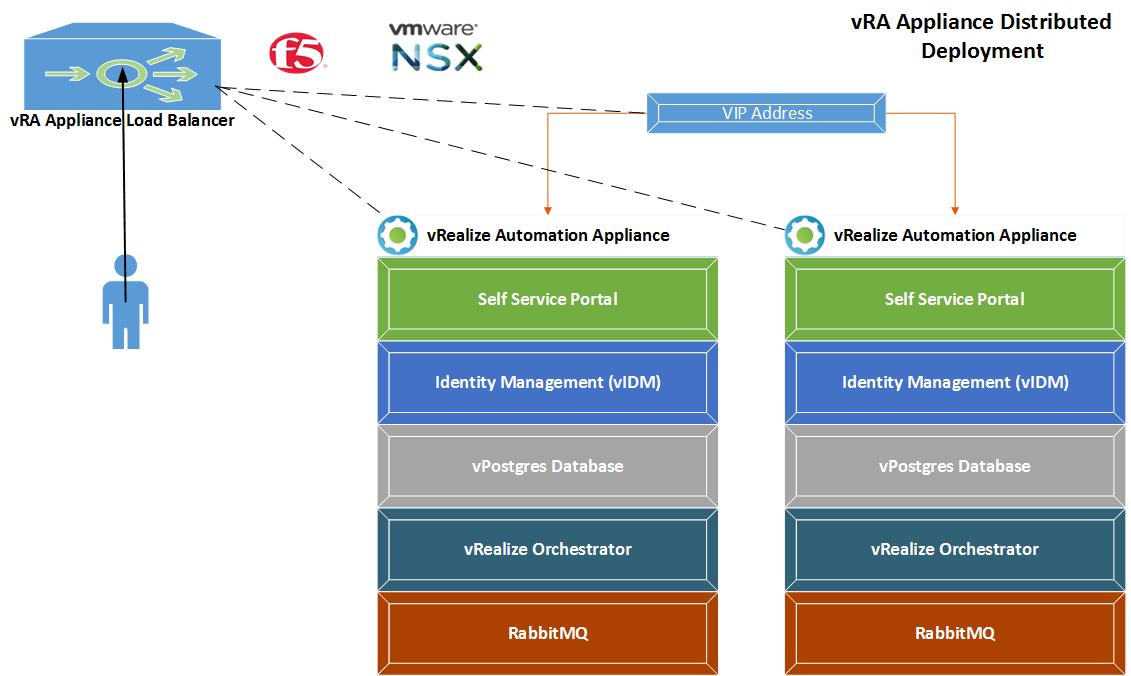 vRA Appliance Distributed
Deployment
f5
vmware
NSX
vRA Appliance Load Balancer
VIP Address
vRealize Automation Appliance
vRealize Automation Appliance
Self Service Portal
Self Service Portal
Identity Management (vIDM)
Identity Management (vIDM)
vPostgres Database
vPostgres Database
vRealize Orchestrator
vRealize Orchestrator
RabbitMQ
RabbitMQ